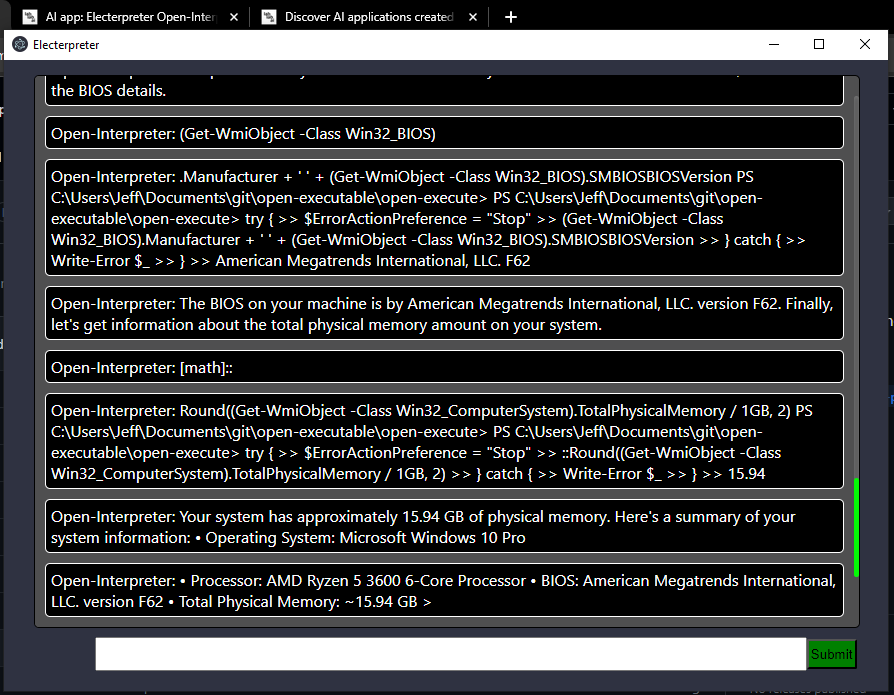 AI app: Electerpreter Open-Inter
Discover AI applications created
Electerpreter
the BIOS details.
Open-Interpreter: (Get-WmiObject -Class Win32_BIOS)
Open-Interpreter: .Manufacturer + ' ' + (Get-WmiObject -Class Win32_BIOS).SMBIOSBIOSVersion PS
C:\Users\Jeff\Documents\git\open-executable\open-execute> PS C:\Users\Jeff\Documents\git\open-
executable\open-execute> try { >> $ErrorActionPreference = "Stop" >> (Get-WmiObject -Class
Win32_BIOS).Manufacturer + ' ' + (Get-WmiObject -Class Win32_BIOS).SMBIOSBIOSVersion >> } catch { >>
Write-Error $_ >> } >> American Megatrends International, LLC. F62
Open-Interpreter: The BIOS on your machine is by American Megatrends International, LLC. version F62. Finally,
let's get information about the total physical memory amount on your system.
Open-Interpreter: [math]::
Open-Interpreter: Round((Get-WmiObject -Class Win32_ComputerSystem).TotalPhysicalMemory / 1GB, 2) PS
C:\Users\Jeff\Documents\git\open-executable\open-execute> PS C:\Users\Jeff\Documents\git\open-
executable\open-execute> try { >> $ErrorActionPreference = "Stop" >> ::Round((Get-WmiObject -Class
Win32_ComputerSystem).TotalPhysicalMemory / 1GB, 2) >> } catch { >> Write-Error $_ >> } >> 15.94
Open-Interpreter: Your system has approximately 15.94 GB of physical memory. Here's a summary of your
system information: • Operating System: Microsoft Windows 10 Pro
Open-Interpreter: • Processor: AMD Ryzen 5 3600 6-Core Processor • BIOS: American Megatrends International,
LLC. version F62 • Total Physical Memory: ~15.94 GB >
Submit